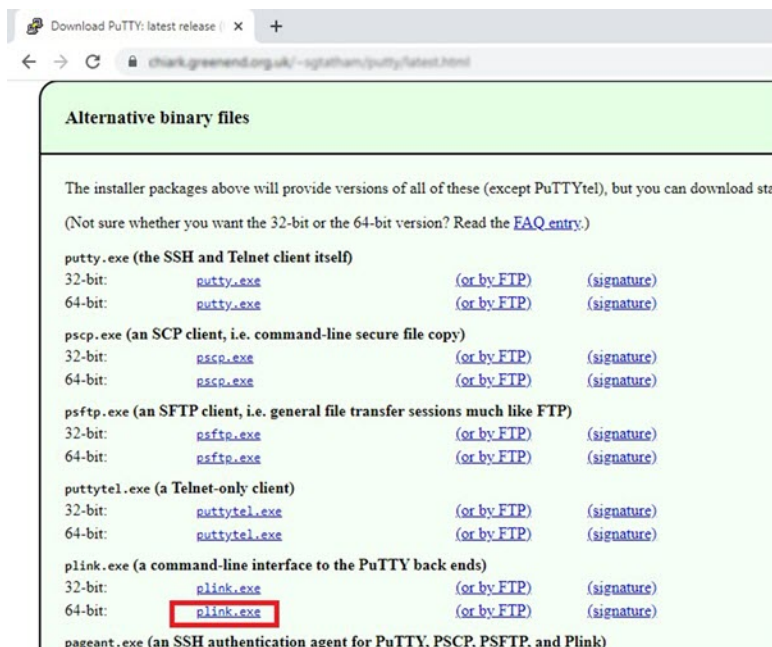 Download PuTTY: latest release (
chiark.greenend.org.uk/~sgtatham/putty/latest.html
Alternative binary files
The installer packages above will provide versions of all of these (except PuTTYtel), but you can download sta
(Not sure whether you want the 32-bit or the 64-bit version? Read the FAQ entry.)
putty.exe (the SSH and Telnet client itself)
32-bit: putty.exe (or by FTP) (signature)
64-bit: putty.exe (or by FTP) (signature)
pscp.exe (an SCP client, i.e. command-line secure file copy)
32-bit: pscp.exe (or by FTP) (signature)
64-bit: pscp.exe (or by FTP) (signature)
psftp.exe (an SFTP client, i.e. general file transfer sessions much like FTP)
32-bit: psftp.exe (or by FTP) (signature)
64-bit: psftp.exe (or by FTP) (signature)
puttytel.exe (a Telnet-only client)
32-bit: puttytel.exe (or by FTP) (signature)
64-bit: puttytel.exe (or by FTP) (signature)
plink.exe (a command-line interface to the PuTTY back ends)
32-bit: plink.exe (or by FTP) (signature)
64-bit: plink.exe (or by FTP) (signature)
pageant.exe (an SSH authentication agent for PuTTY, PSCP, PSFTP, and Plink)